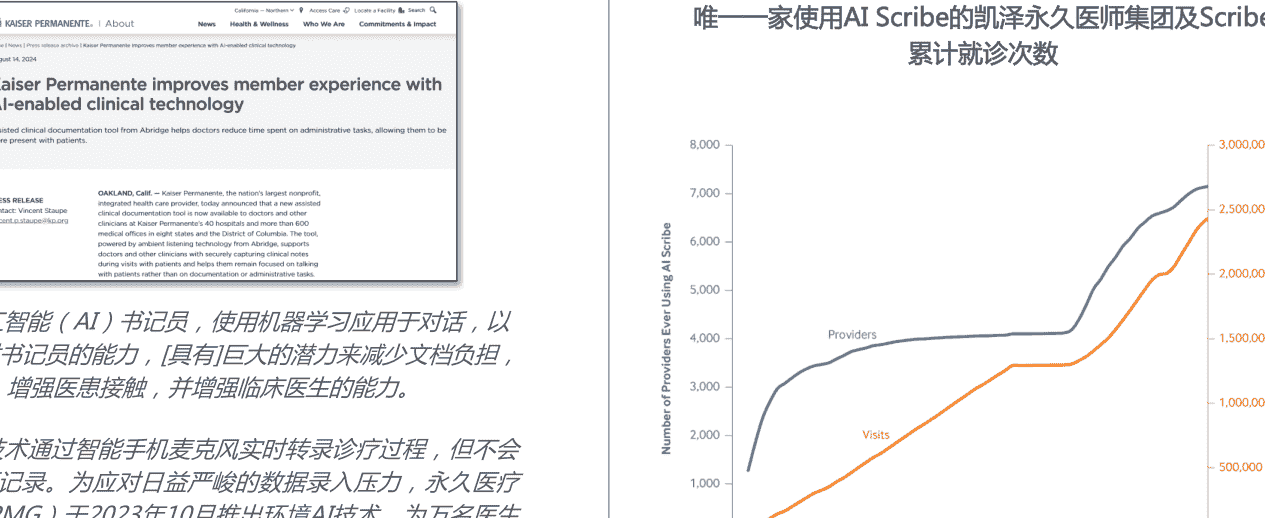 KAISER PERMANENTE® | About
California – Northern
Access Care
Locate a Facility
Search
News
Health & Wellness
Who We Are
Commitments & Impact
| News | Press release archive | Kaiser Permanente improves member experience with AI-enabled clinical technology
gust 14, 2024
aiser Permanente improves member experience with
I-enabled clinical technology
isted clinical documentation tool from Abridge helps doctors reduce time spent on administrative tasks, allowing them to be
re present with patients.
ESS RELEASE
ntact: Vincent Staupe
cent.p.staupe@kp.org
OAKLAND, Calif. — Kaiser Permanente, the nation's largest nonprofit,
integrated health care provider, today announced that a new assisted
clinical documentation tool is now available to doctors and other
clinicians at Kaiser Permanente's 40 hospitals and more than 600
medical offices in eight states and the District of Columbia. The tool,
powered by ambient listening technology from Abridge, supports
doctors and other clinicians with securely capturing clinical notes
during visits with patients and helps them remain focused on talking
with patients rather than on documentation or administrative tasks.
工智能（AI）书记员，使用机器学习应用于对话，以
书记员的能力，[具有]巨大的潜力来减少文档负担，
增强医患接触，并增强临床医生的能力。
技术通过智能手机麦克风实时转录诊疗过程，但不会
记录。为应对日益严峻的数据录入压力，永久医疗
PMG）于2023年10月推出环境AI技术，为万名医生
唯一一家使用AI Scribe的凯泽永久医师集团及Scribe
累计就诊次数
Number of Providers Ever Using AI Scribe
8,000
7,000
6,000
5,000
4,000
3,000
2,000
1,000
Providers
Visits
3,000,00
2,500,00
2,000,00
1,500,00
1,000,00
500,00